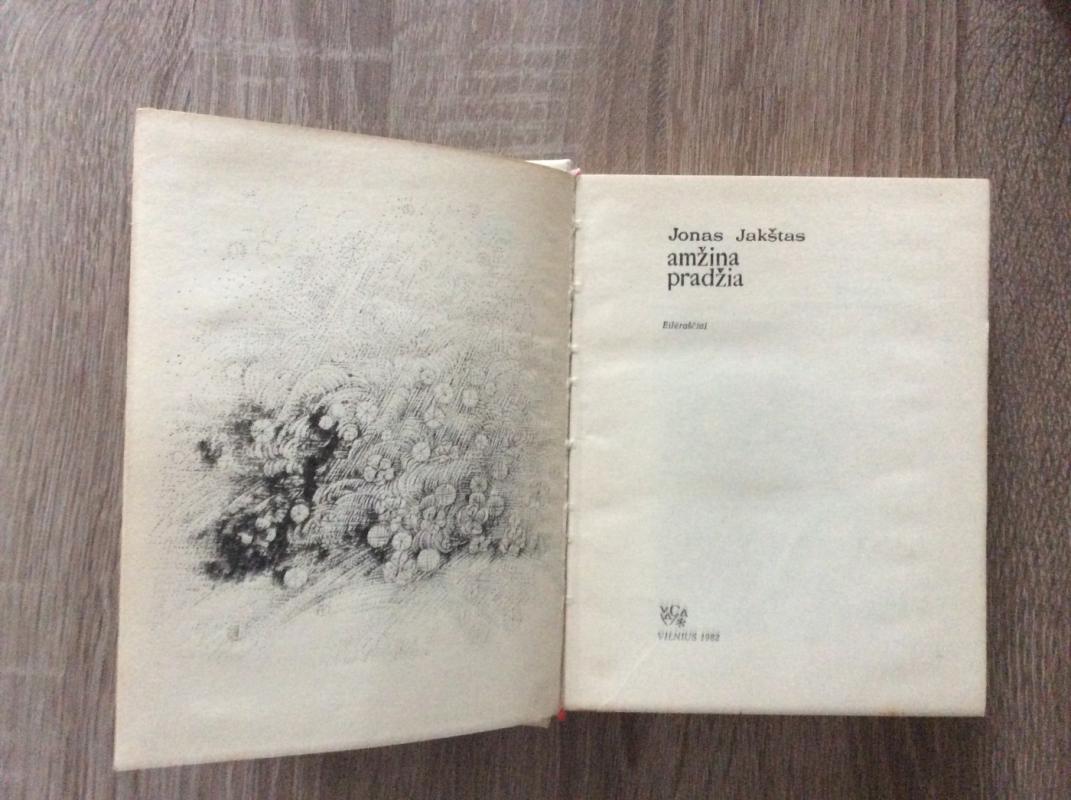 Jonas Jakštas
amžina
pradžia
Eilėraščiai
VILNIUS 1982